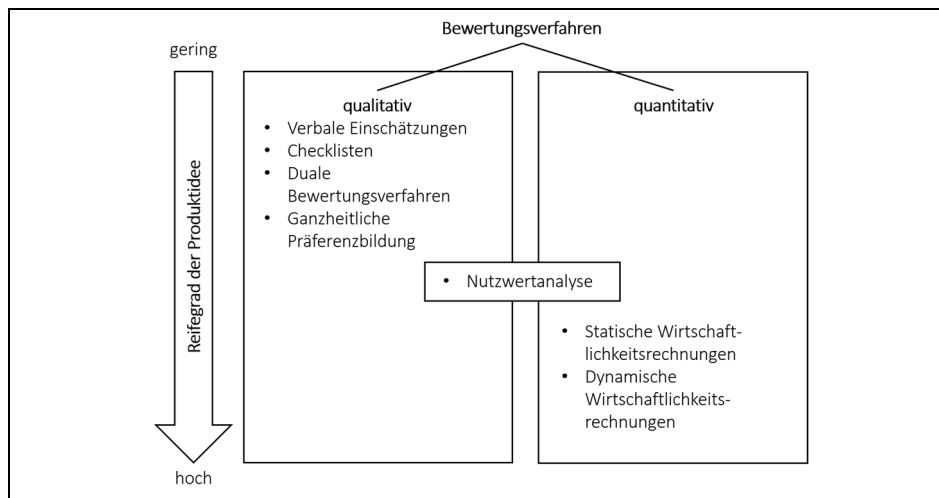 Bewertungsverfahren
gering
qualitativ
• Verbale Einschätzungen
• Checklisten
• Duale
Bewertungsverfahren
• Ganzheitliche
Präferenzbildung
quantitativ
• Nutzwertanalyse
• Statische Wirtschaft-
lichkeitsrechnungen
• Dynamische
Wirtschaftlichkeits-
rechnungen
Reifegrad der Produktidee
hoch